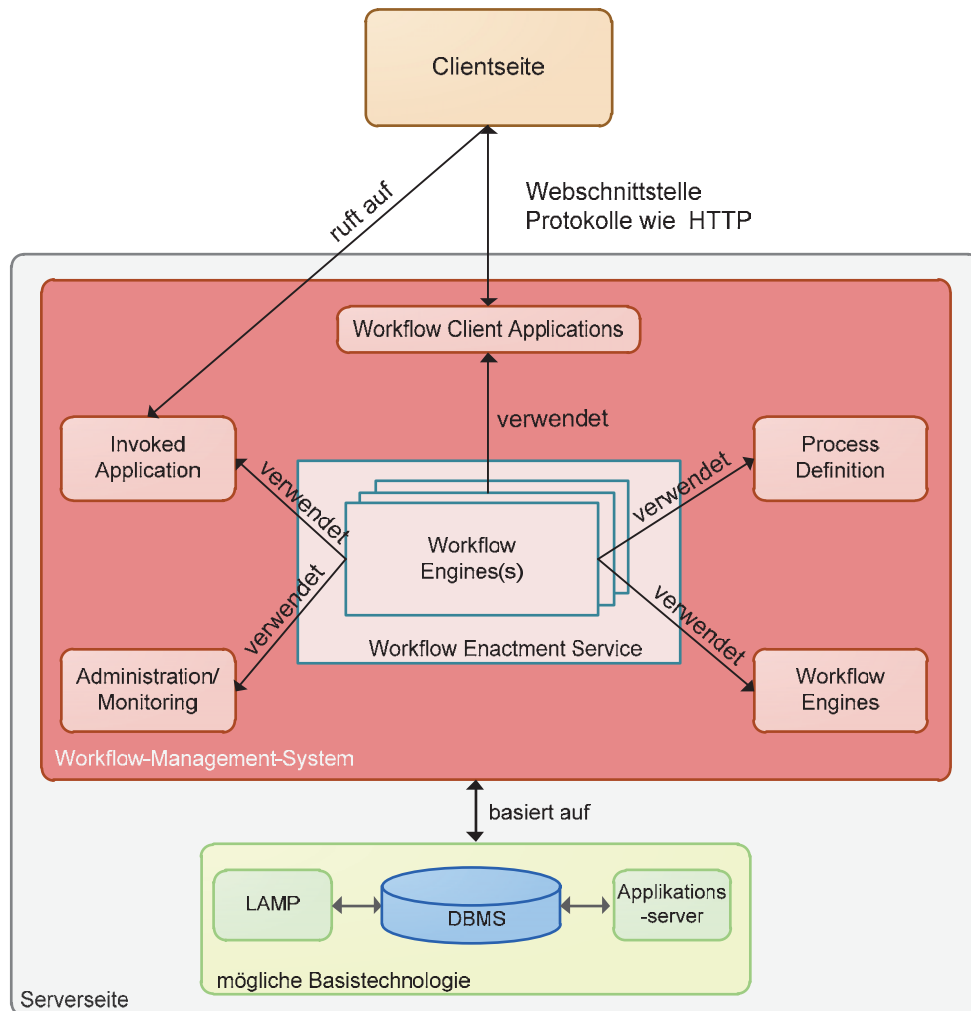 Clientseite
ruft auf
Webschnittstelle
Protokolle wie HTTP
Workflow Client Applications
verwendet
Invoked
Application
Process
Definition
verwendet
verwendet
Workflow
Engines(s)
verwendet
verwendet
Workflow Enactment Service
Administration/
Monitoring
Workflow
Engines
Workflow-Management-System
basiert auf
LAMP
DBMS
Applikations
-server
mögliche Basistechnologie
Serverseite